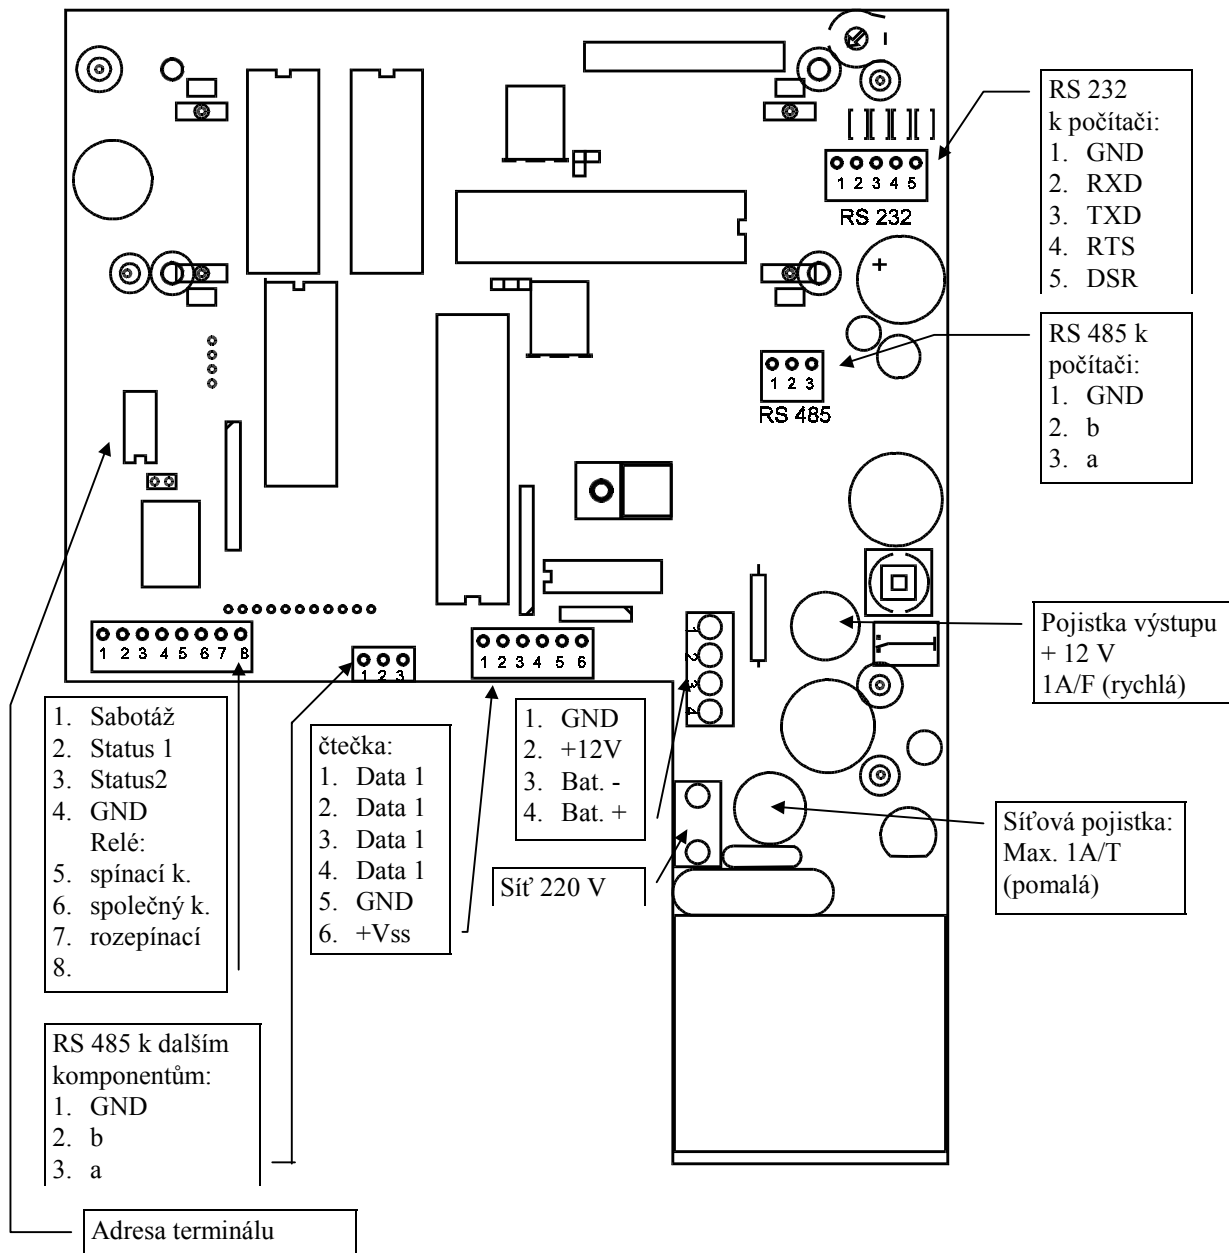 1 2 3 4 5
RS 232
RS 232
k počítači:
1. GND
2. RXD
3. TXD
4. RTS
5. DSR
+
1 2 3
RS 485
RS 485 k
počítači:
1. GND
2. b
3. a
1 2 3 4 5 6 7 8
1 2 3
1 2 3 4 5 6
1
2
3
4
Pojistka výstupu
+ 12 V
1A/F (rychlá)
1. Sabotáž
2. Status 1
3. Status2
4. GND
Relé:
5. spínací k.
6. společný k.
7. rozepínací
8.
čtečka:
1. Data 1
2. Data 1
3. Data 1
4. Data 1
5. GND
6. +Vss
1. GND
2. +12V
3. Bat. -
4. Bat. +
Síť 220 V
Síťová pojistka:
Max. 1A/T
(pomalá)
RS 485 k dalším
komponentům:
1. GND
2. b
3. a
Adresa terminálu